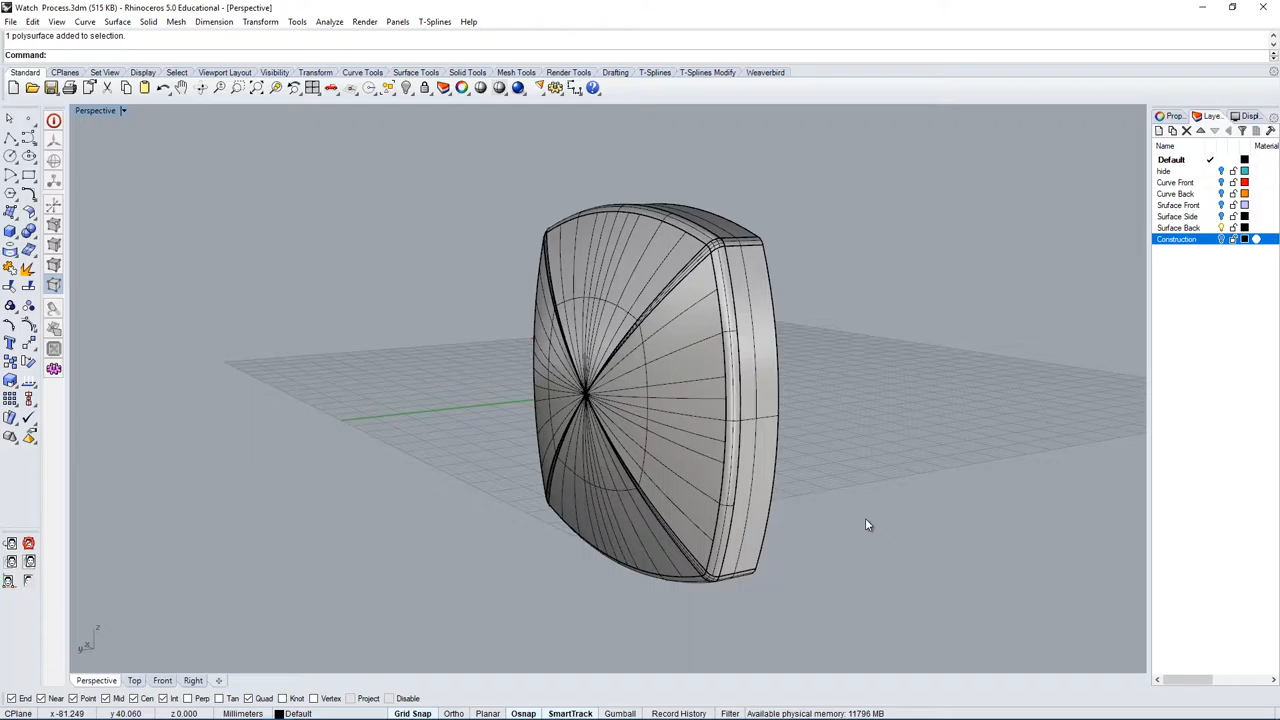 Watch Process.3dm (515 KB) - Rhinoceros 5.0 Educational - [Perspective]
File Edit View Curve Surface Solid Mesh Dimension Transform Tools Analyze Render Panels T-Splines Help
1 polysurface added to selection.
Command:
Standard CPlanes Set View Display Select Viewport Layout Visibility Transform Curve Tools Surface Tools Solid Tools Mesh Tools Render Tools Drafting T-Splines T-Splines Modify Weaverbird
Perspective
Prop... Laye... Displ...
Name Material
Default
hide
Curve Front
Curve Back
Sruface Front
Surface Side
Surface Back
Construction
z
y x
Perspective Top Front Right
End Near Point Mid Cen Int Perp Tan Quad Knot Vertex Project Disable
CPlane x -81.249 y 40.060 z 0.000 Millimeters Default Grid Snap Ortho Planar Osnap SmartTrack Gumball Record History Filter Available physical memory: 11796 MB